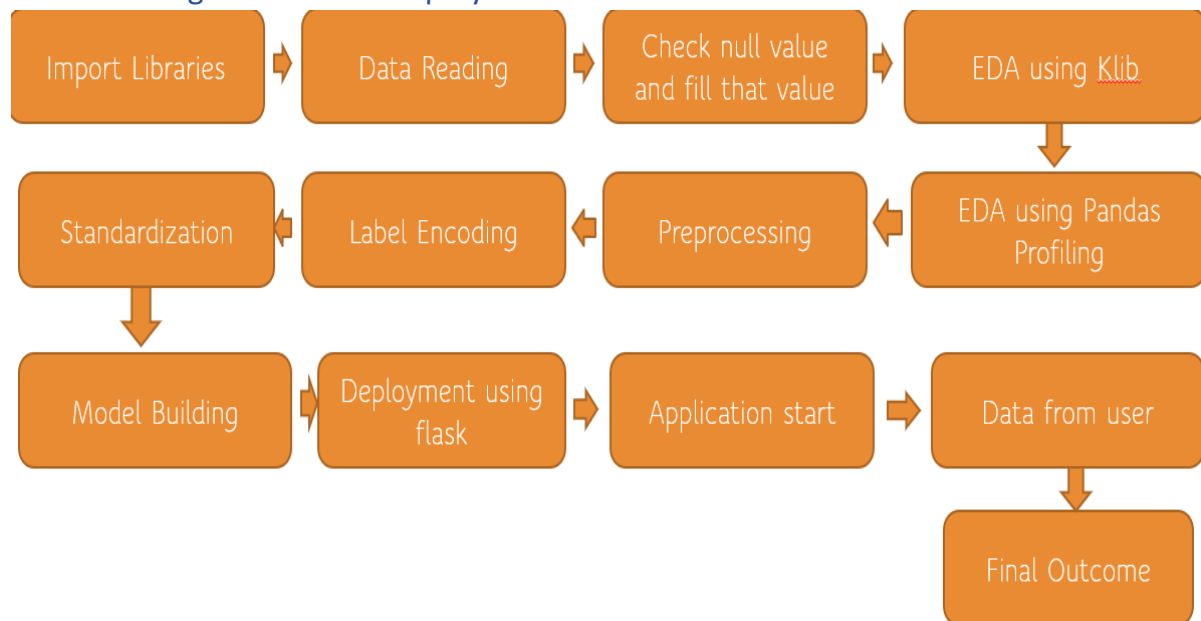 Import Libraries
Data Reading
Check null value
and fill that value
EDA using Klib
EDA using Pandas
Profiling
Preprocessing
Label Encoding
Standardization
Model Building
Deployment using
flask
Application start
Data from user
Final Outcome